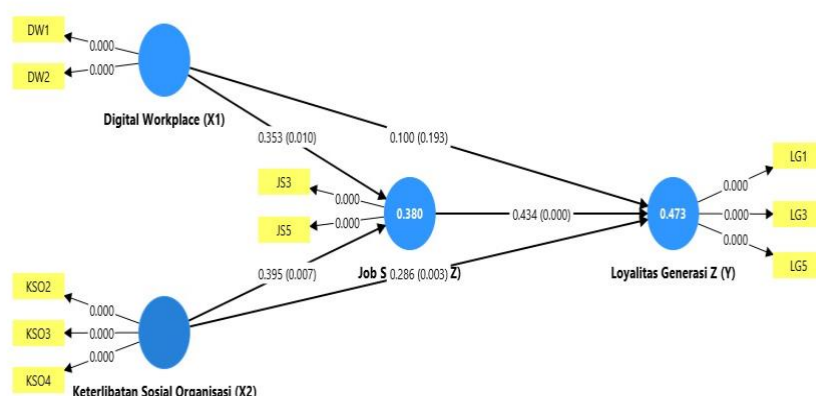 DW1
0.000
DW2
0.000
Digital Workplace (X1)
0.353 (0.010)
0.100 (0.193)
JS3
0.000
JS5
0.000
0.380
0.434 (0.000)
0.473
LG1
0.000
LG3
0.000
LG5
0.000
Job S Z)
0.395 (0.007)
0.286 (0.003)
Loyalitas Generasi Z (Y)
KSO2
0.000
KSO3
0.000
KSO4
0.000
Keterlibatan Sosial Organisasi (X2)